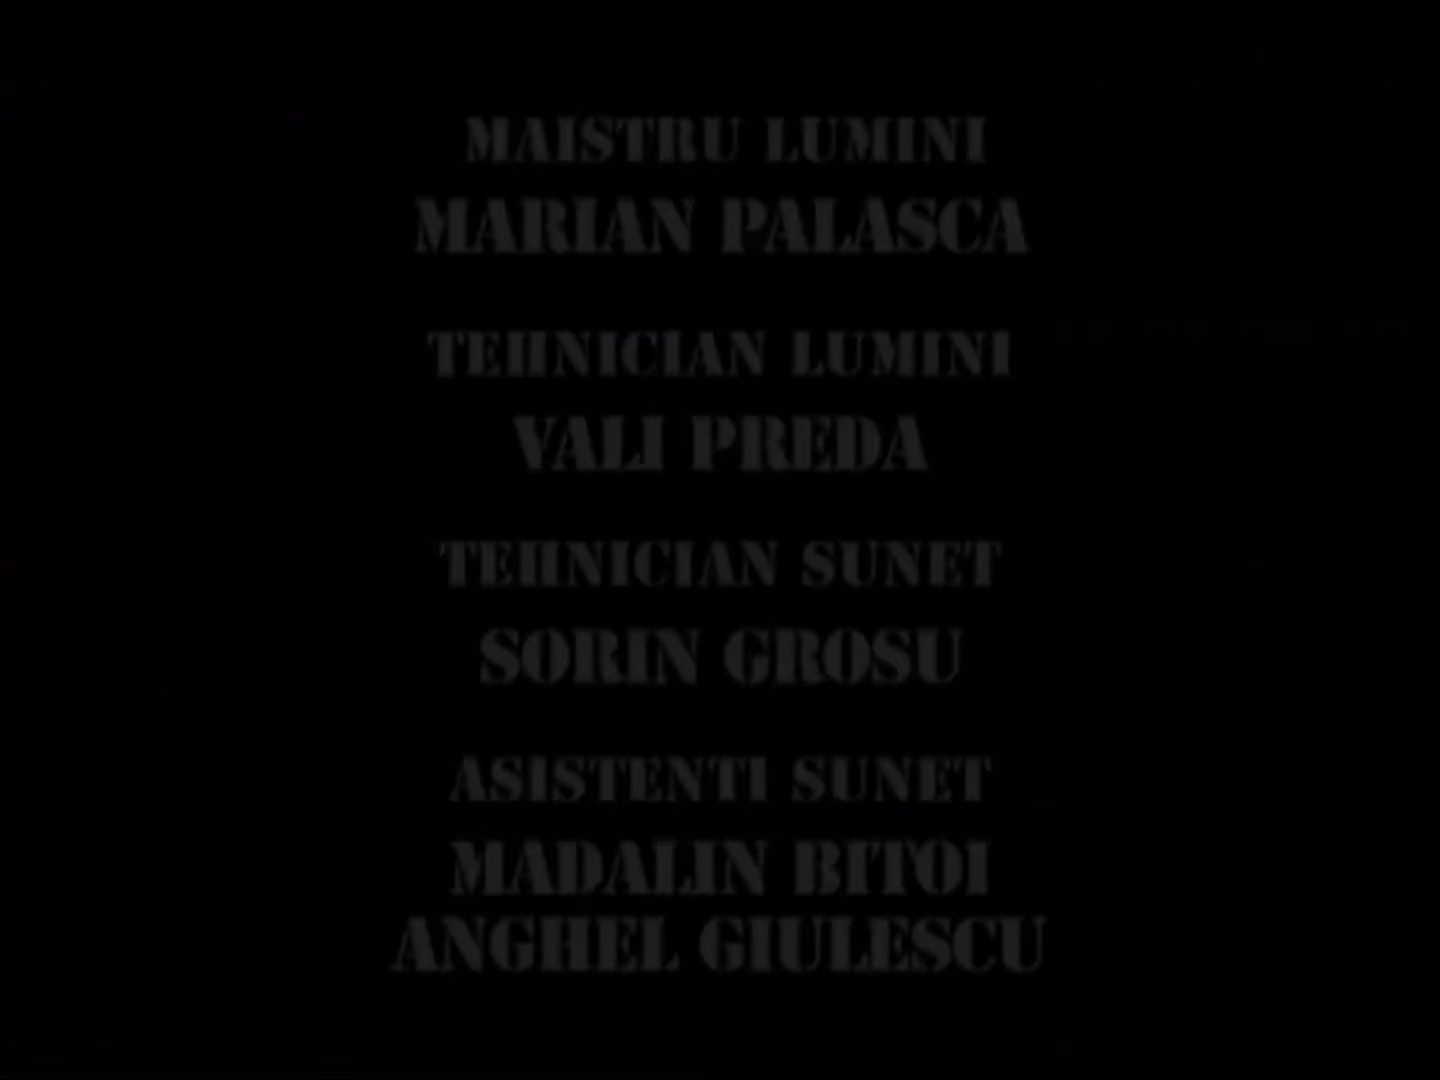 MAISTRU LUMINI
MARIAN PALASCA
TEHNICIAN LUMINI
VALI PREDA
TEHNICIAN SUNET
SORIN GROSU
ASISTENTI SUNET
MADALIN BITOI
ANGHEL GIULESCU